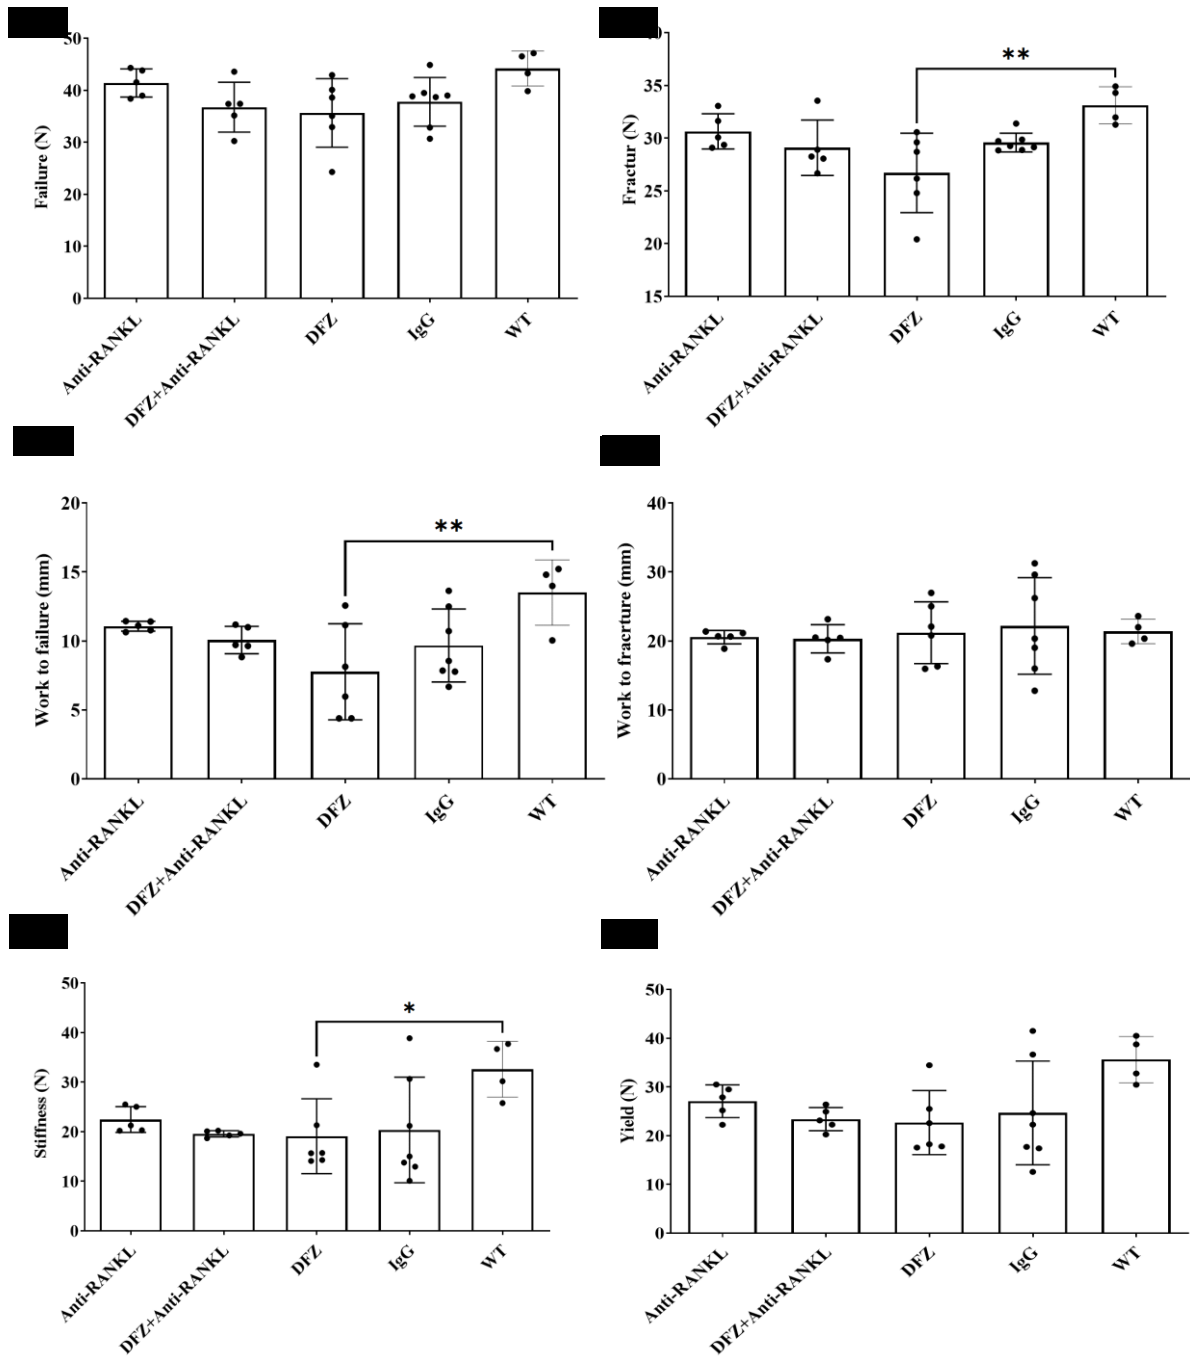 50
40
30
20
10
0
Failure (N)
Anti-RANKL
DFZ+Anti-RANKL
DFZ
IgG
WT
**
35
30
25
20
15
Fractur (N)
Anti-RANKL
DFZ+Anti-RANKL
DFZ
IgG
WT
**
20
15
10
5
0
Work to failure (mm)
Anti-RANKL
DFZ+Anti-RANKL
DFZ
IgG
WT
40
30
20
10
0
Work to fracrture (mm)
Anti-RANKL
DFZ+Anti-RANKL
DFZ
IgG
WT
*
50
40
30
20
10
0
Stiffness (N)
Anti-RANKL
DFZ+Anti-RANKL
DFZ
IgG
WT
50
40
30
20
10
0
Yield (N)
Anti-RANKL
DFZ+Anti-RANKL
DFZ
IgG
WT